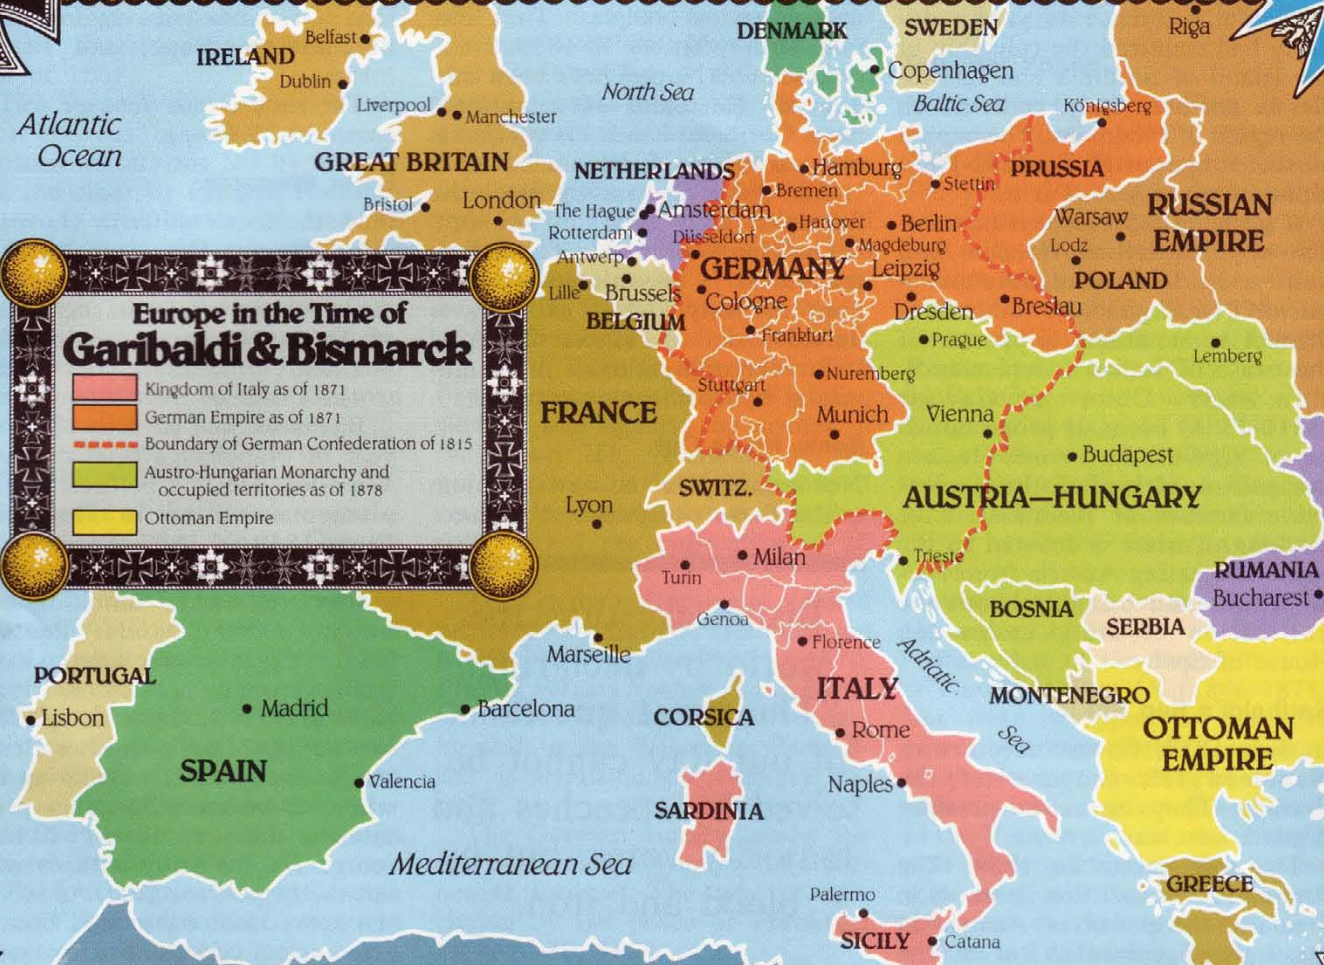 DENMARK
SWEDEN
Riga
IRELAND
Belfast
Dublin
Copenhagen
North Sea
Baltic Sea
Liverpool
Manchester
Königsberg
Atlantic
Ocean
GREAT BRITAIN
NETHERLANDS
Hamburg
PRUSSIA
Bremen
Stettin
Bristol
London
The Hague
Amsterdam
Rotterdam
Hanover
Berlin
Warsaw
RUSSIAN
EMPIRE
Düsseldorf
Magdeburg
Lodz
Antwerp
GERMANY
Leipzig
POLAND
Lille
Brussels
Cologne
Dresden
Breslau
BELGIUM
Frankfurt
Prague
Lemberg
Europe in the Time of
Garibaldi & Bismarck
Kingdom of Italy as of 1871
German Empire as of 1871
Boundary of German Confederation of 1815
Austro-Hungarian Monarchy and
occupied territories as of 1878
Ottoman Empire
Stuttgart
Nuremberg
FRANCE
Munich
Vienna
Budapest
SWITZ.
AUSTRIA—HUNGARY
Lyon
Milan
Trieste
Turin
RUMANIA
Bucharest
Genoa
BOSNIA
SERBIA
Marseille
Florence
Adriatic
Sea
PORTUGAL
Lisbon
Madrid
Barcelona
CORSICA
ITALY
MONTENEGRO
Rome
OTTOMAN
EMPIRE
SPAIN
Valencia
Naples
SARDINIA
Mediterranean Sea
Palermo
GREECE
SICILY
Catana